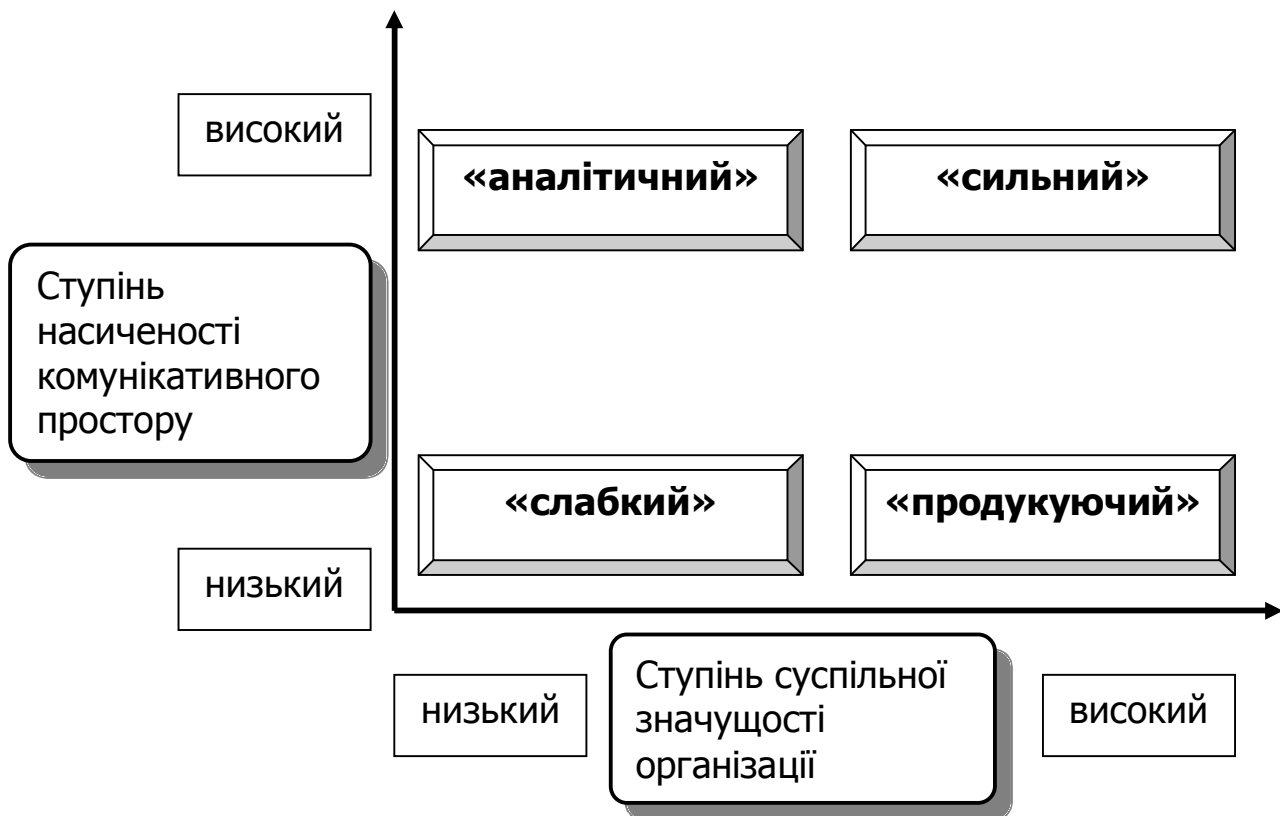 високий
«аналітичний»
«сильний»
Ступінь
насиченості
комунікативного
простору
«слабкий»
«продукуючий»
низький
низький
Ступінь суспільної
значущості
організації
високий